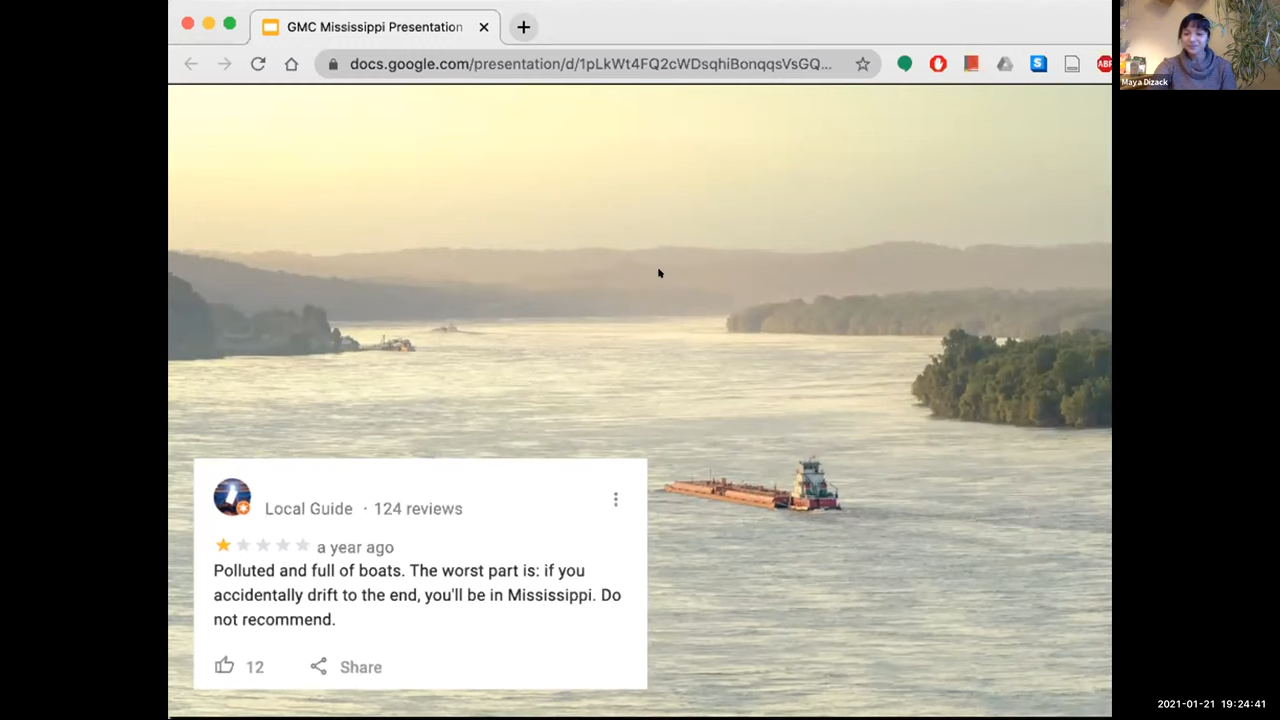 GMC Mississippi Presentation
docs.google.com/presentation/d/1pLkWt4FQ2cWDsqhiBonqqsVsGQ...
S
ABP
Maya Dizack
Local Guide · 124 reviews
a year ago
Polluted and full of boats. The worst part is: if you
accidentally drift to the end, you'll be in Mississippi. Do
not recommend.
12
Share
2021-01-21 19:24:41